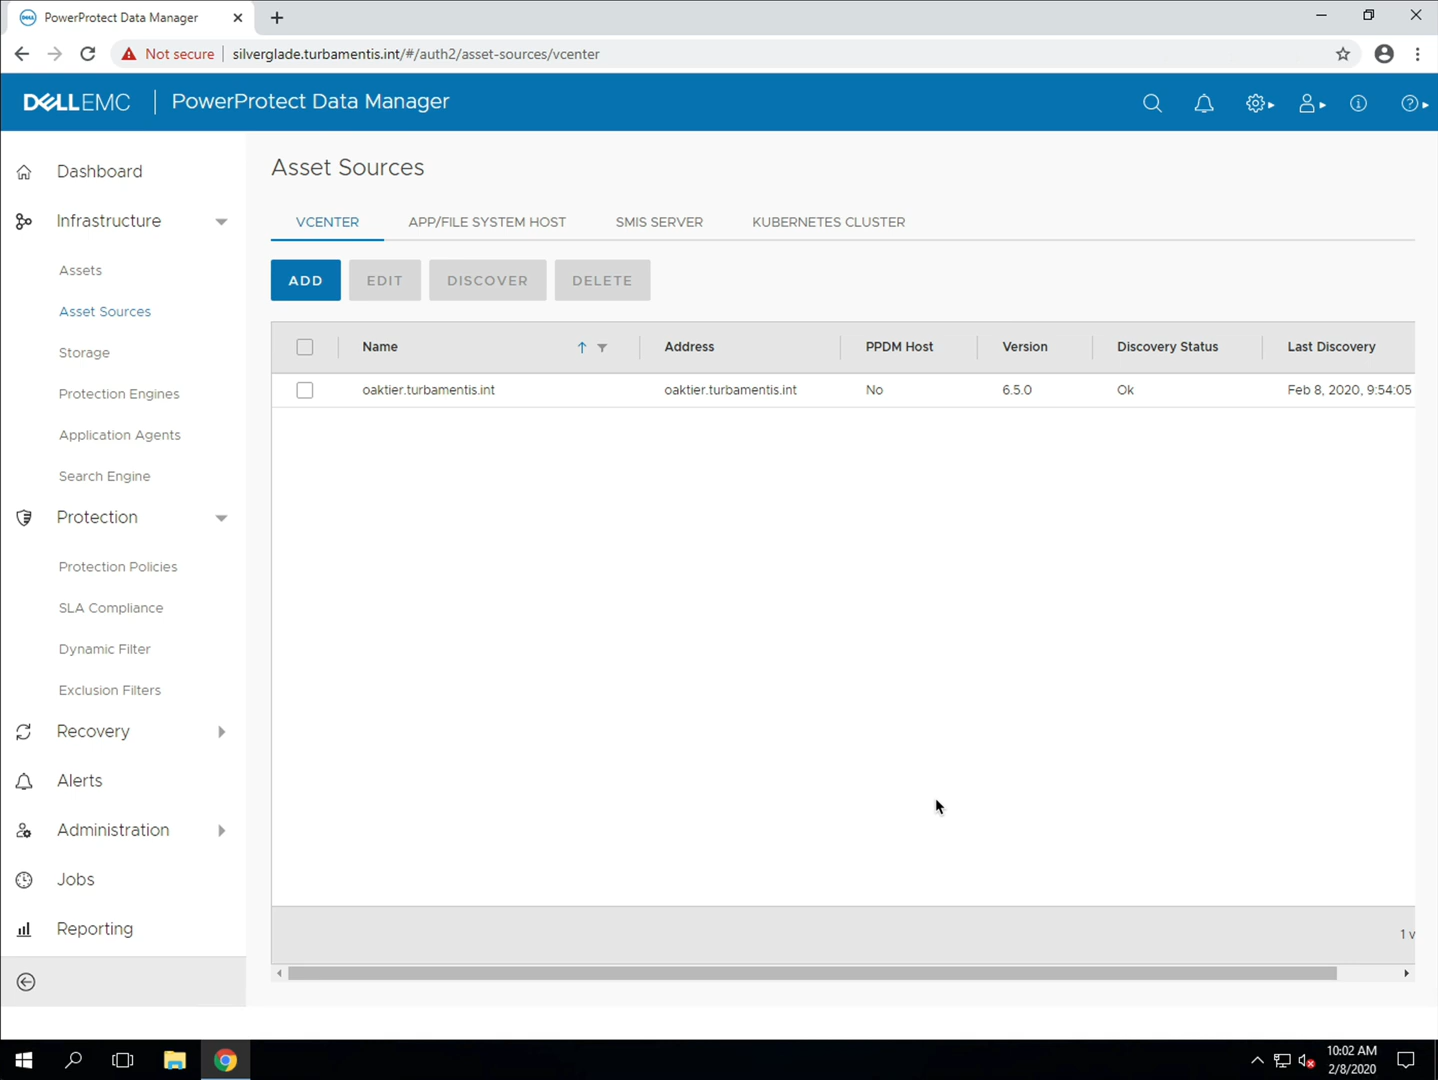 PowerProtect Data Manager
Not secure
silverglade.turbamentis.int/#/auth2/asset-sources/vcenter
DELL EMC
PowerProtect Data Manager
Dashboard
Infrastructure
Assets
Asset Sources
Storage
Protection Engines
Application Agents
Search Engine
Protection
Protection Policies
SLA Compliance
Dynamic Filter
Exclusion Filters
Recovery
Alerts
Administration
Jobs
Reporting
Asset Sources
VCENTER APP/FILE SYSTEM HOST SMIS SERVER KUBERNETES CLUSTER
ADD EDIT DISCOVER DELETE
Name Address PPDM Host Version Discovery Status Last Discovery
oaktier.turbamentis.int oaktier.turbamentis.int No 6.5.0 Ok Feb 8, 2020, 9:54:05
1 v
10:02 AM
2/8/2020